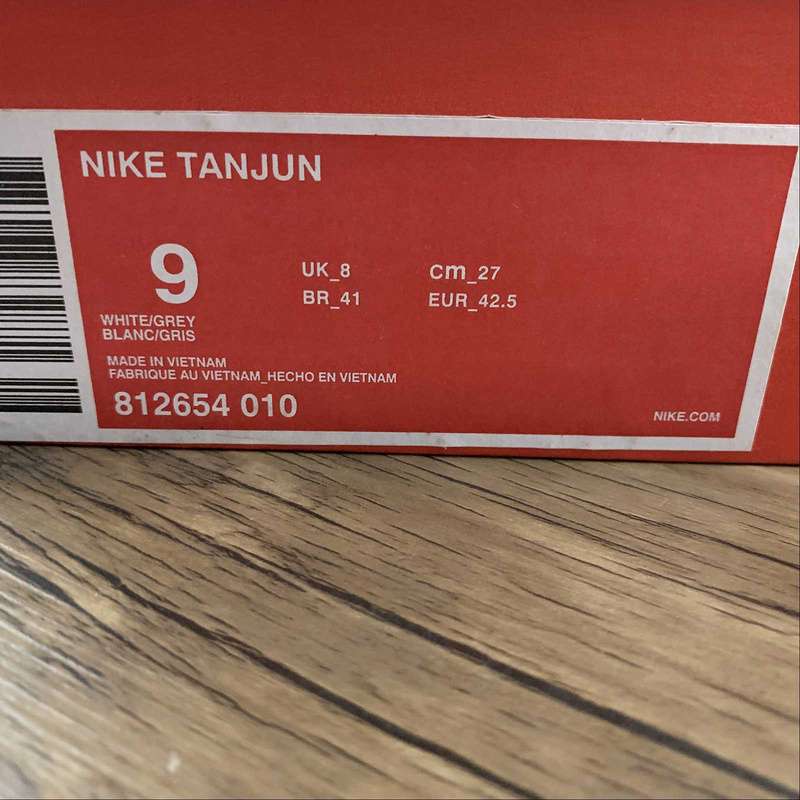 NIKE TANJUN
9
UK_8 cm_27
BR_41 EUR_42.5
WHITE/GREY
BLANC/GRIS
MADE IN VIETNAM
FABRIQUE AU VIETNAM_HECHO EN VIETNAM
812654 010
NIKE.COM